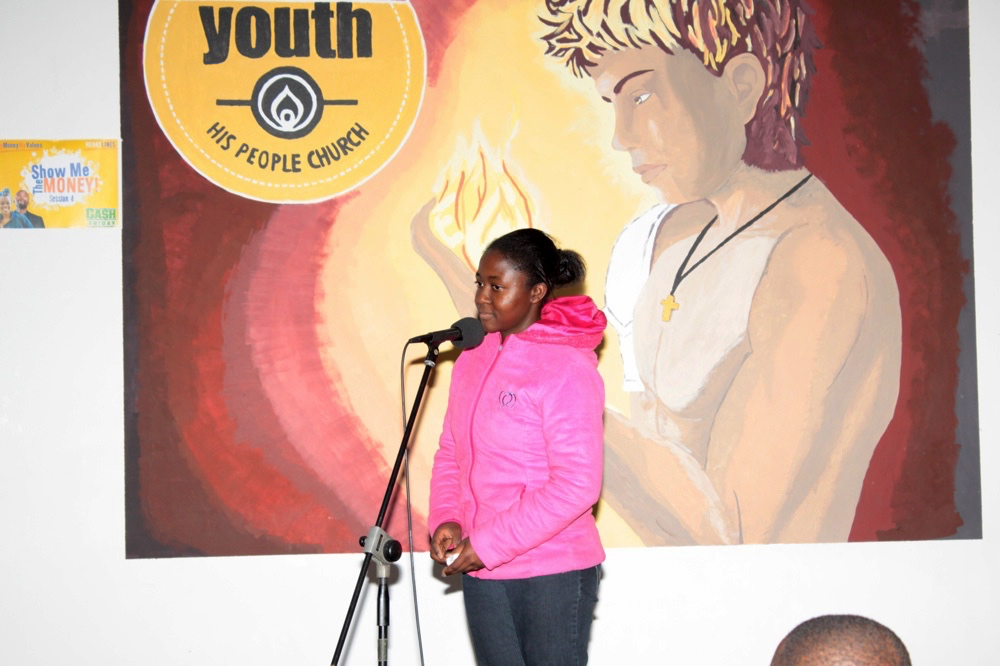 youth
HIS PEOPLE CHURCH
Show Me
The MONEY!
Session 4
CASH